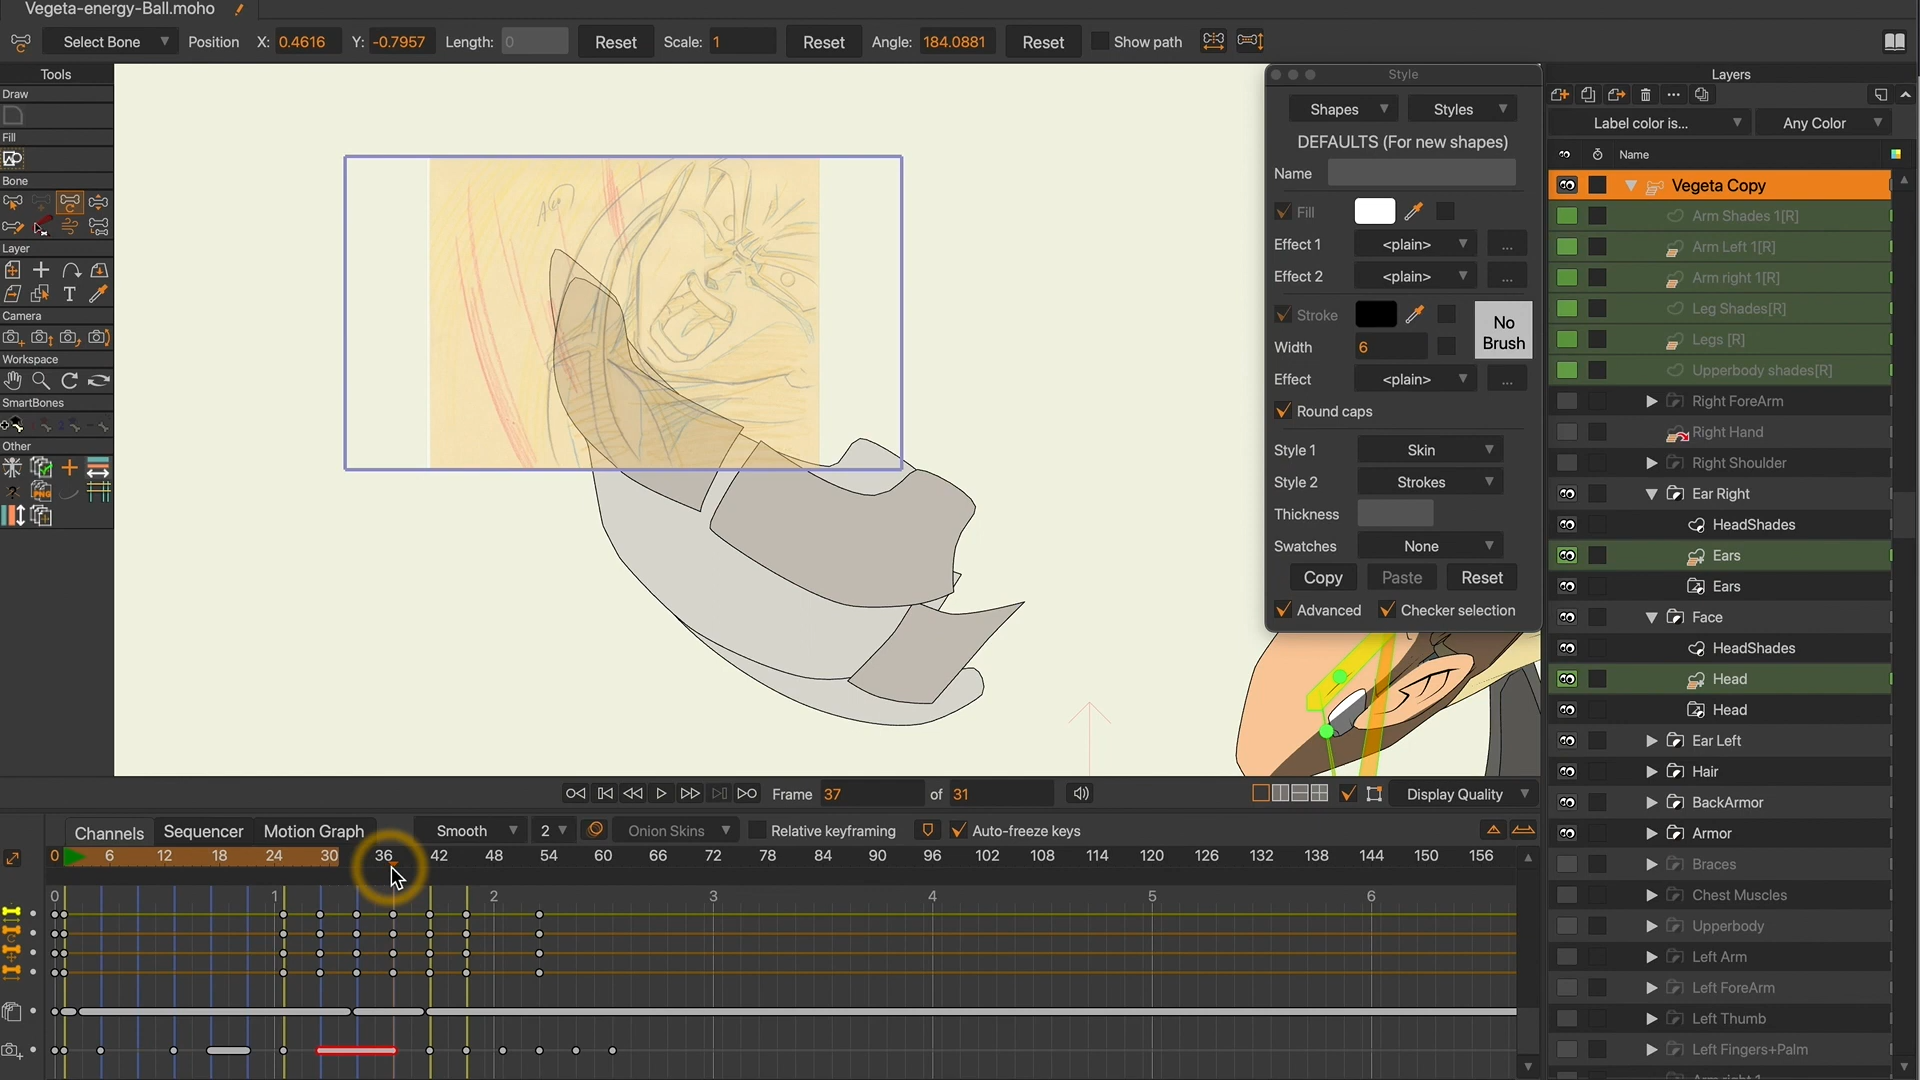 Vegeta-energy-Ball.moho
Select Bone Position X: 0.4616 Y: -0.7957 Length: 0 Reset Scale: 1 Reset Angle: 184.0881 Reset Show path
Tools
Draw
Fill
Bone
Layer
T
Camera
Workspace
SmartBones
Other
PNG
Style
Shapes Styles
DEFAULTS (For new shapes)
Name
Fill
Effect 1 <plain> ...
Effect 2 <plain> ...
Stroke
No Brush
Width 6
Effect <plain> ...
Round caps
Style 1 Skin
Style 2 Strokes
Thickness
Swatches None
Copy Paste Reset
Advanced Checker selection
Layers
Label color is... Any Color
Name
Vegeta Copy
Arm Shades 1[R]
Arm Left 1[R]
Arm right 1[R]
Leg Shades[R]
Legs [R]
Upperbody shades[R]
Right ForeArm
Right Hand
Right Shoulder
Ear Right
HeadShades
Ears
Ears
Face
HeadShades
Head
Head
Ear Left
Hair
BackArmor
Armor
Braces
Chest Muscles
Upperbody
Left Arm
Left ForeArm
Left Thumb
Left Fingers+Palm
Frame 37 of 31 Display Quality
Channels Sequencer Motion Graph Smooth 2 Onion Skins Relative keyframing Auto-freeze keys
0 6 12 18 24 30 36 42 48 54 60 66 72 78 84 90 96 102 108 114 120 126 132 138 144 150 156
0 1 2 3 4 5 6